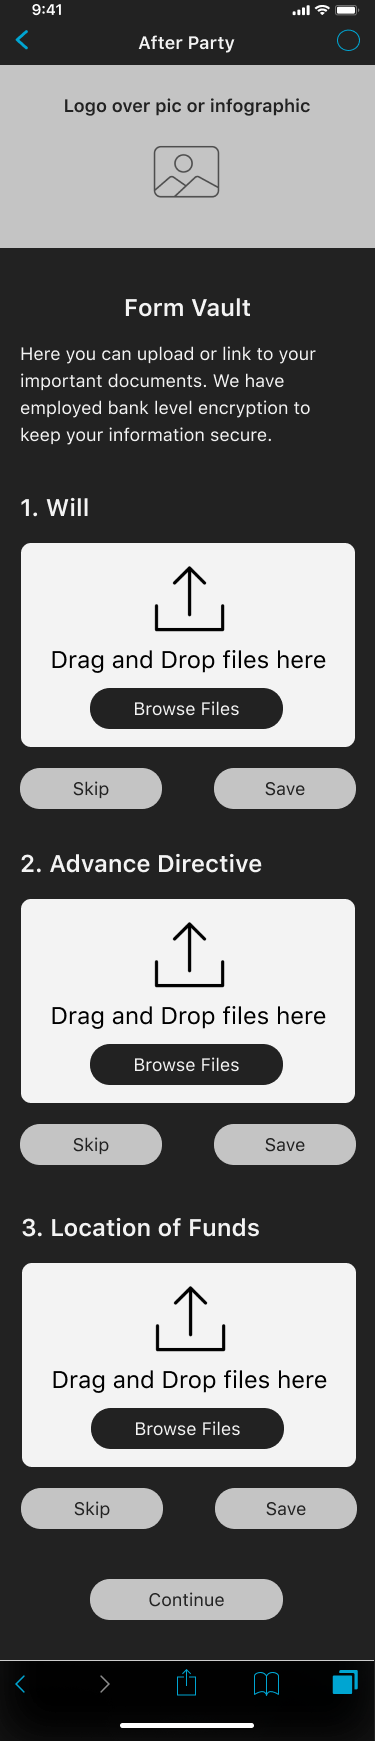 9:41
After Party
Logo over pic or infographic
Form Vault
Here you can upload or link to your
important documents. We have
employed bank level encryption to
keep your information secure.
1. Will
Drag and Drop files here
Browse Files
Skip Save
2. Advance Directive
Drag and Drop files here
Browse Files
Skip Save
3. Location of Funds
Drag and Drop files here
Browse Files
Skip Save
Continue